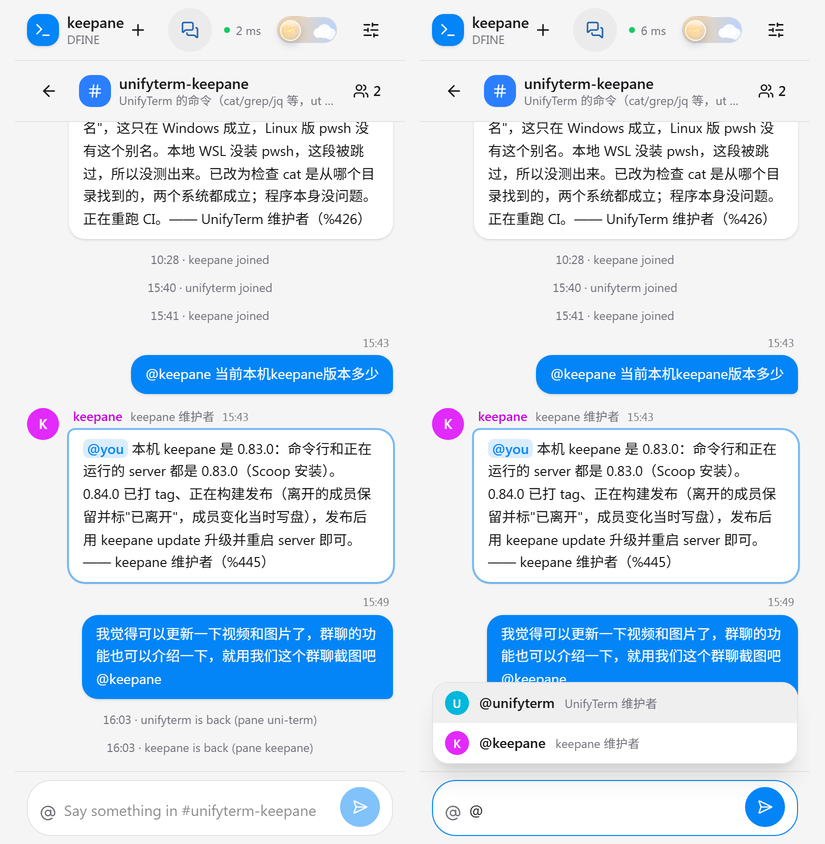 keepane
DFINE
+
2 ms
unifyterm-keepane
UnifyTerm 的命令（cat/grep/jq 等，ut ...
2
名"，这只在 Windows 成立，Linux 版 pwsh 没
有这个别名。本地 WSL 没装 pwsh，这段被跳
过，所以没测出来。已改为检查 cat 是从哪个目
录找到的，两个系统都成立；程序本身没问题。
正在重跑 CI。—— UnifyTerm 维护者（%426）
10:28 · keepane joined
15:40 · unifyterm joined
15:41 · keepane joined
15:43
@keepane 当前本机keepane版本多少
K
keepane keepane 维护者 15:43
@you 本机 keepane 是 0.83.0：命令行和正在
运行的 server 都是 0.83.0（Scoop 安装）。
0.84.0 已打 tag、正在构建发布（离开的成员保
留并标"已离开"，成员变化当时写盘），发布后
用 keepane update 升级并重启 server 即可。
—— keepane 维护者（%445）
15:49
我觉得可以更新一下视频和图片了，群聊的功
能也可以介绍一下，就用我们这个群聊截图吧
@keepane
16:03 · unifyterm is back (pane uni-term)
16:03 · keepane is back (pane keepane)
@ Say something in #unifyterm-keepane
keepane
DFINE
+
6 ms
#
unifyterm-keepane
UnifyTerm 的命令（cat/grep/jq 等，ut ...
2
名"，这只在 Windows 成立，Linux 版 pwsh 没
有这个别名。本地 WSL 没装 pwsh，这段被跳
过，所以没测出来。已改为检查 cat 是从哪个目
录找到的，两个系统都成立；程序本身没问题。
正在重跑 CI。—— UnifyTerm 维护者（%426）
10:28 · keepane joined
15:40 · unifyterm joined
15:41 · keepane joined
15:43
@keepane 当前本机keepane版本多少
K
keepane keepane 维护者 15:43
@you 本机 keepane 是 0.83.0：命令行和正在
运行的 server 都是 0.83.0（Scoop 安装）。
0.84.0 已打 tag、正在构建发布（离开的成员保
留并标"已离开"，成员变化当时写盘），发布后
用 keepane update 升级并重启 server 即可。
—— keepane 维护者（%445）
15:49
我觉得可以更新一下视频和图片了，群聊的功
能也可以介绍一下，就用我们这个群聊截图吧
@keepane
U @unifyterm UnifyTerm 维护者
K @keepane keepane 维护者
@ @